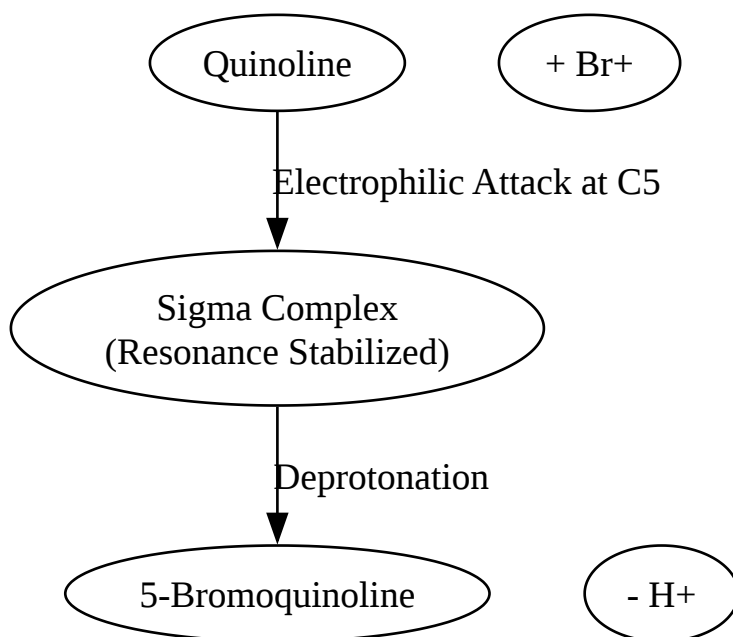 Quinoline
+ Br+
Electrophilic Attack at C5
Sigma Complex
(Resonance Stabilized)
Deprotonation
5-Bromoquinoline
- H+